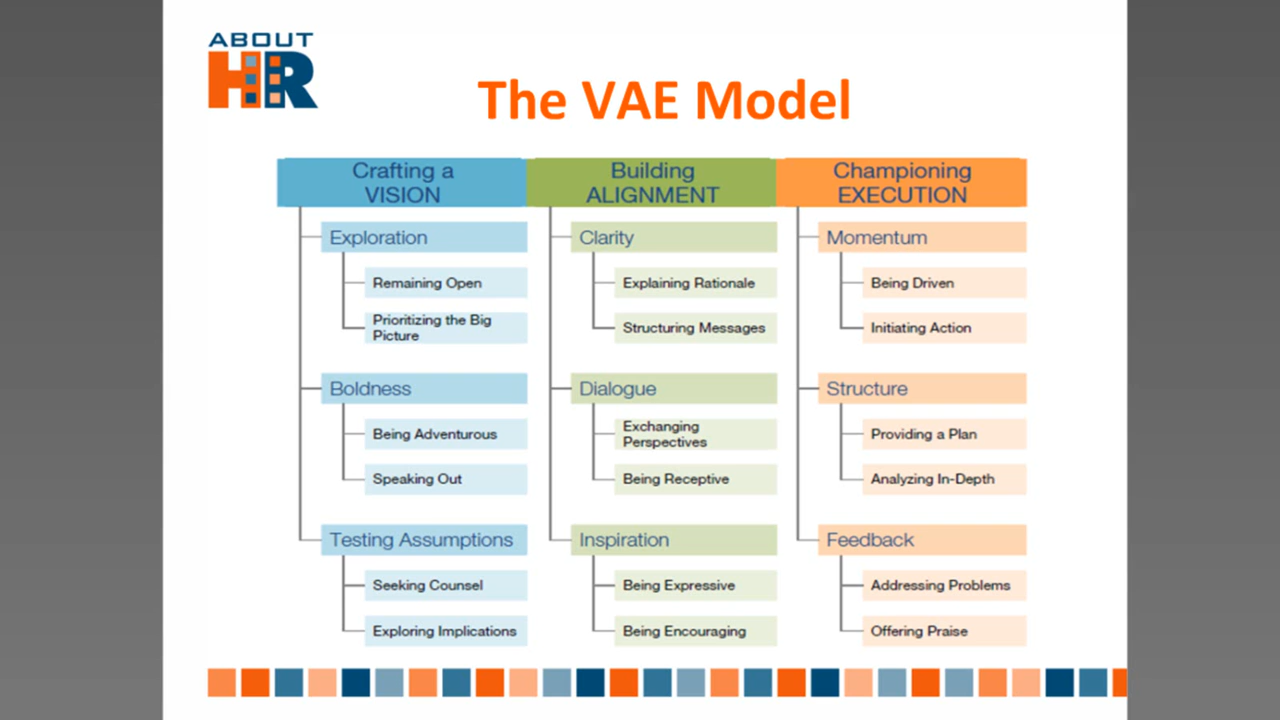 ABOUT
HR
The VAE Model
Crafting a
VISION
Exploration
Remaining Open
Prioritizing the Big
Picture
Boldness
Being Adventurous
Speaking Out
Testing Assumptions
Seeking Counsel
Exploring Implications
Building
ALIGNMENT
Clarity
Explaining Rationale
Structuring Messages
Dialogue
Exchanging
Perspectives
Being Receptive
Inspiration
Being Expressive
Being Encouraging
Championing
EXECUTION
Momentum
Being Driven
Initiating Action
Structure
Providing a Plan
Analyzing In-Depth
Feedback
Addressing Problems
Offering Praise